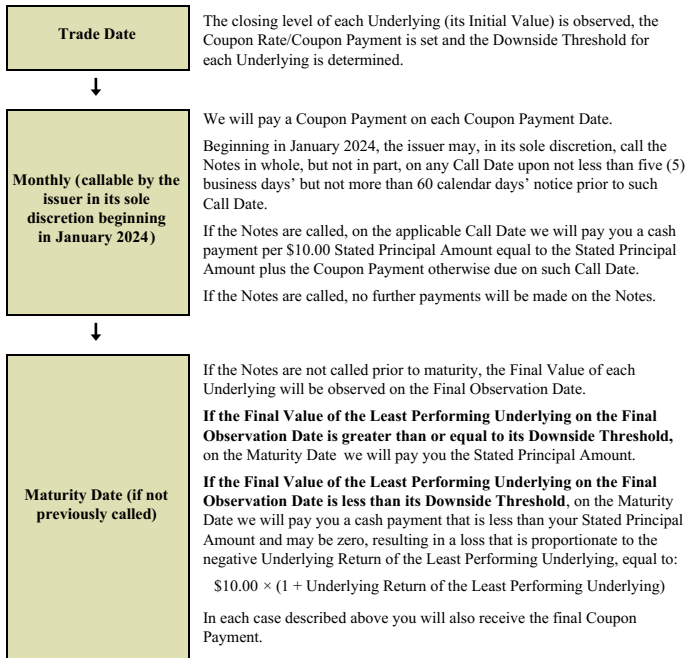 Trade Date
The closing level of each Underlying (its Initial Value) is observed, the
Coupon Rate/Coupon Payment is set and the Downside Threshold for
each Underlying is determined.
Monthly (callable by the
issuer in its sole
discretion beginning
in January 2024)
We will pay a Coupon Payment on each Coupon Payment Date.
Beginning in January 2024, the issuer may, in its sole discretion, call the
Notes in whole, but not in part, on any Call Date upon not less than five (5)
business days’ but not more than 60 calendar days’ notice prior to such
Call Date.
If the Notes are called, on the applicable Call Date we will pay you a cash
payment per $10.00 Stated Principal Amount equal to the Stated Principal
Amount plus the Coupon Payment otherwise due on such Call Date.
If the Notes are called, no further payments will be made on the Notes.
Maturity Date (if not
previously called)
If the Notes are not called prior to maturity, the Final Value of each
Underlying will be observed on the Final Observation Date.
If the Final Value of the Least Performing Underlying on the Final
Observation Date is greater than or equal to its Downside Threshold,
on the Maturity Date we will pay you the Stated Principal Amount.
If the Final Value of the Least Performing Underlying on the Final
Observation Date is less than its Downside Threshold, on the Maturity
Date we will pay you a cash payment that is less than your Stated Principal
Amount and may be zero, resulting in a loss that is proportionate to the
negative Underlying Return of the Least Performing Underlying, equal to:
$10.00 × (1 + Underlying Return of the Least Performing Underlying)
In each case described above you will also receive the final Coupon
Payment.